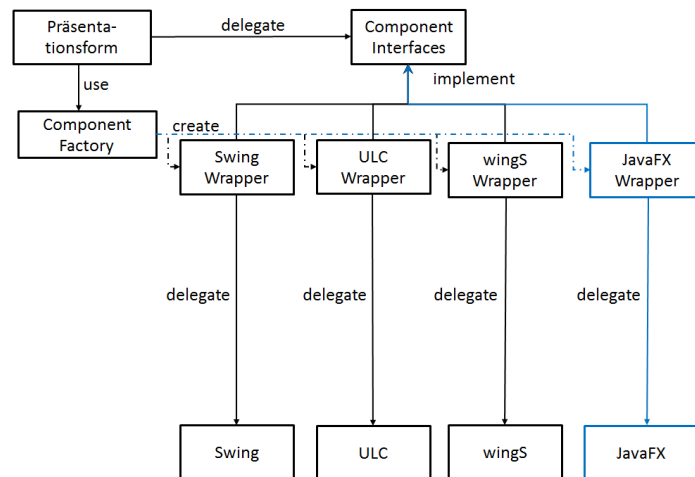 Präsenta-
tionsform
delegate
Component
Interfaces
use
implement
Component
Factory
create
Swing
Wrapper
ULC
Wrapper
wingS
Wrapper
JavaFX
Wrapper
delegate
delegate
delegate
delegate
Swing
ULC
wingS
JavaFX